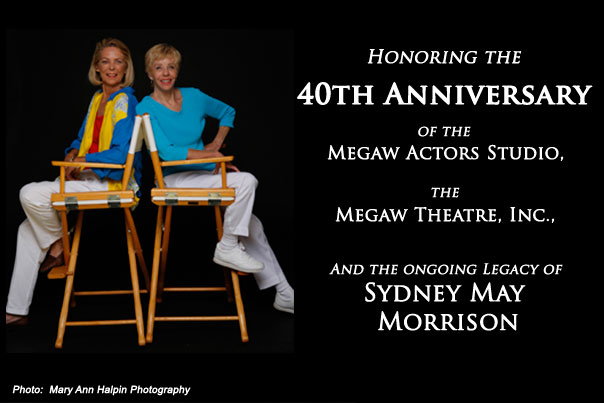 Honoring the
40th Anniversary
of the
Megaw Actors Studio,
the
Megaw Theatre, Inc.,
And the ongoing Legacy of
Sydney May
Morrison
Photo: Mary Ann Halpin Photography